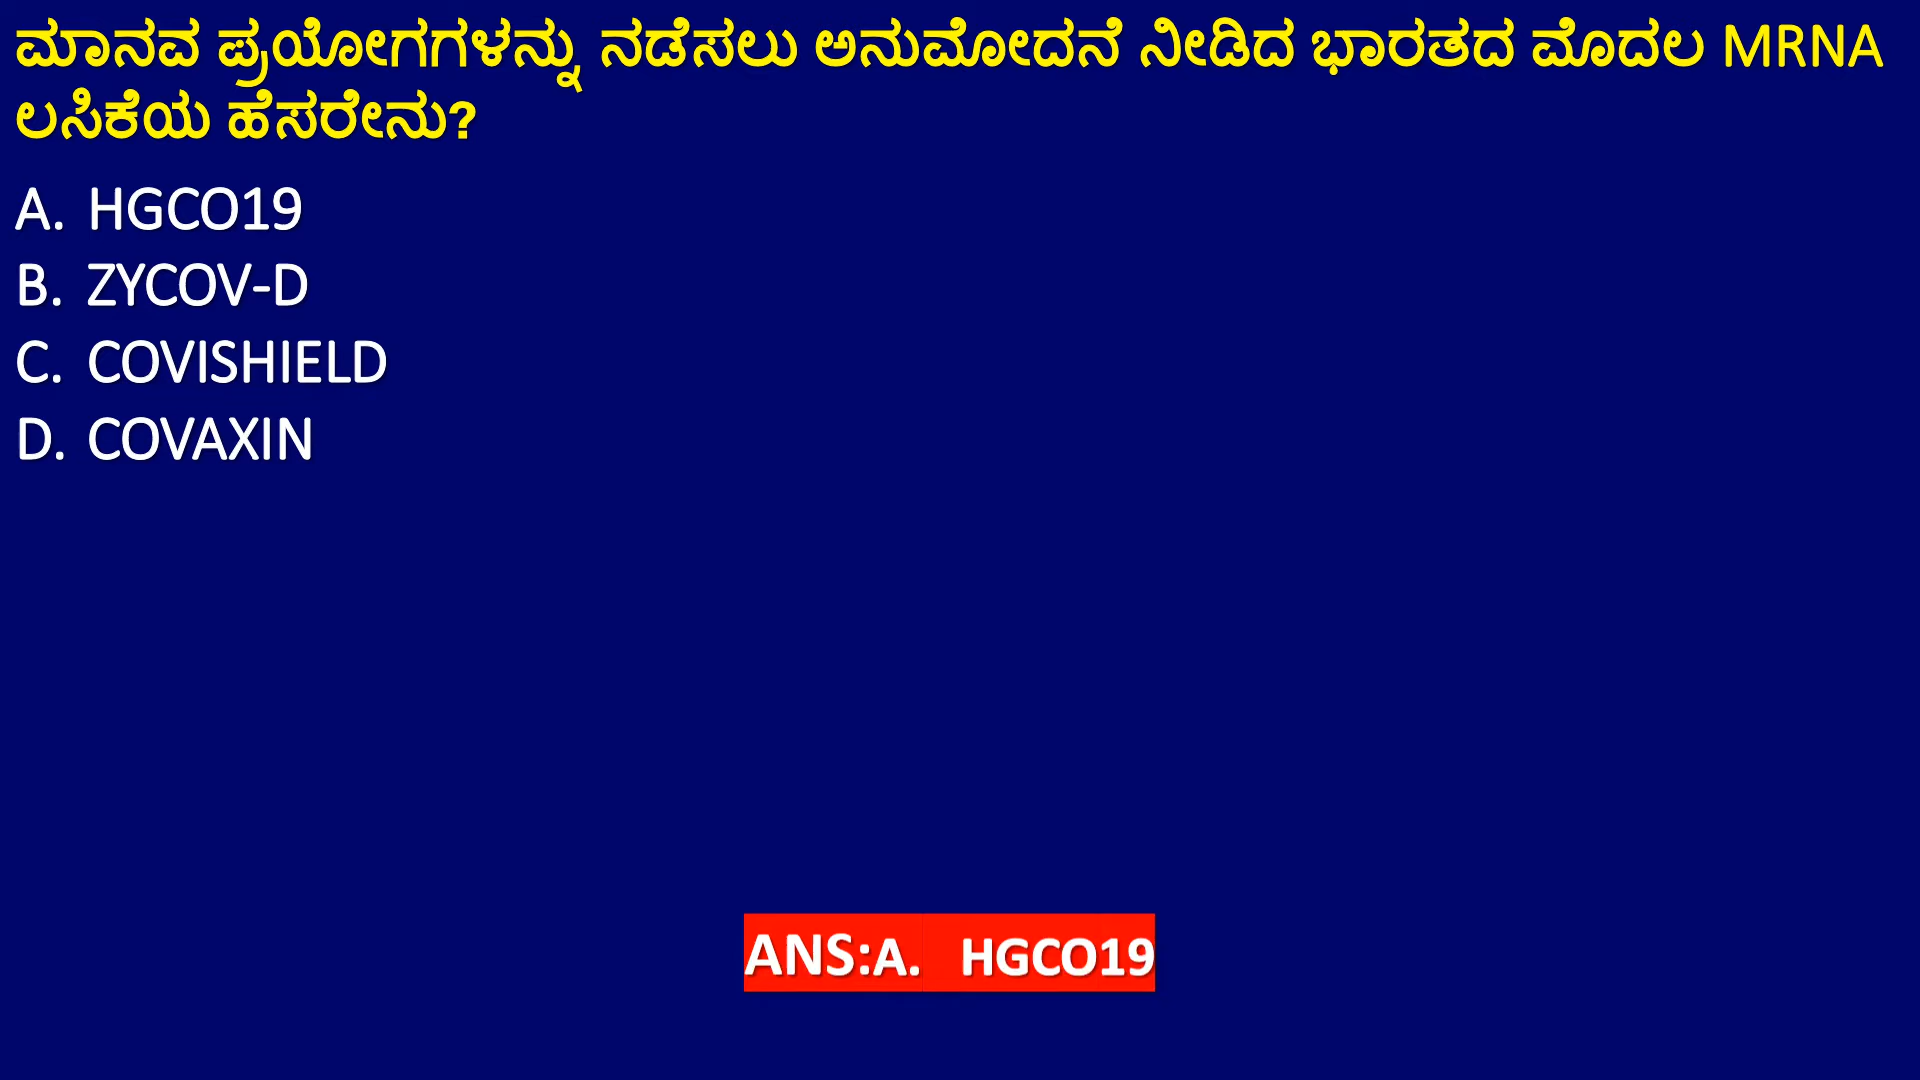 ಮಾನವ ಪ್ರಯೋಗಗಳನ್ನು ನಡೆಸಲು ಅನುಮೋದನೆ ನೀಡಿದ ಭಾರತದ ಮೊದಲ MRNA
ಲಸಿಕೆಯ ಹೆಸರೇನು?
A. HGCO19
B. ZYCOV-D
C. COVISHIELD
D. COVAXIN
ANS:A. HGCO19